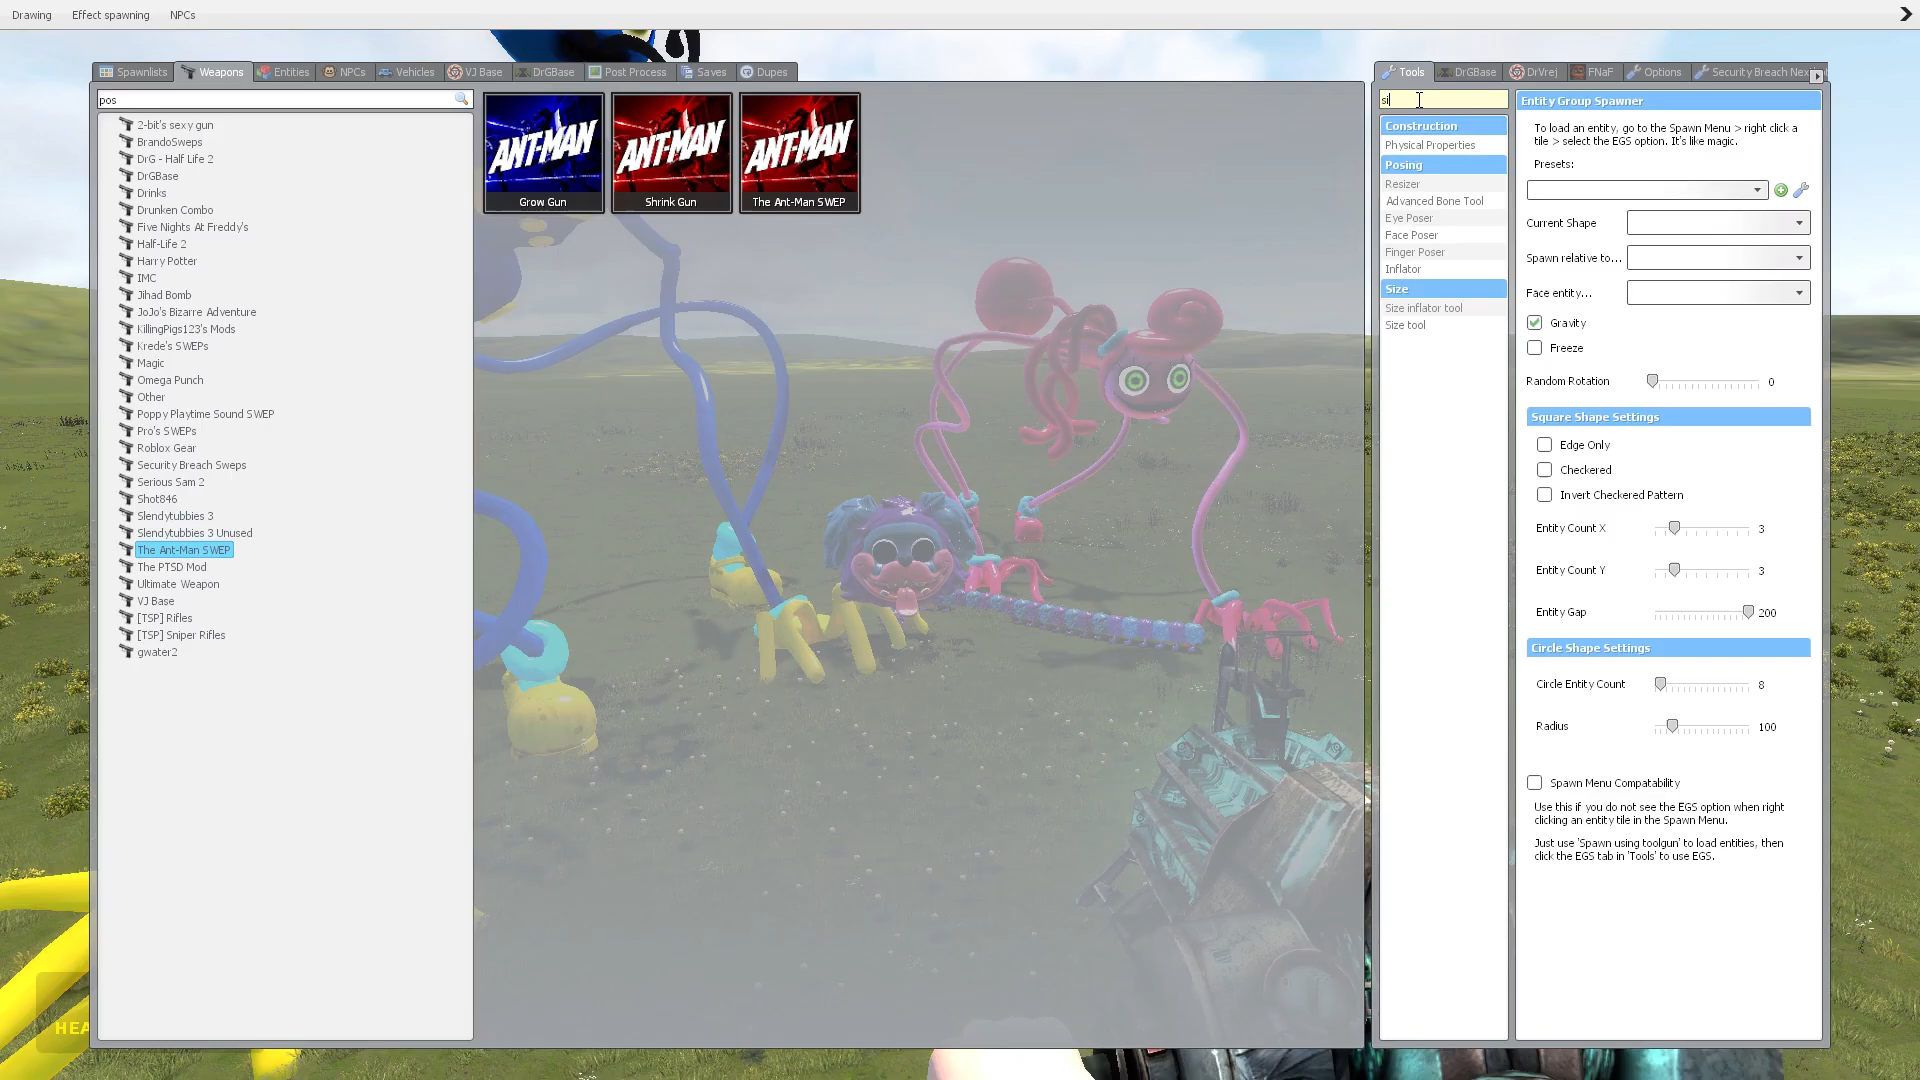 Drawing Effect spawning NPCs
Spawnlists Weapons Entities NPCs Vehicles VJ Base DrGBase Post Process Saves Dupes
pos
2-bit's sexy gun
BrandoSweps
DrG - Half Life 2
DrGBase
Drinks
Drunken Combo
Five Nights At Freddy's
Half-Life 2
Harry Potter
IMC
Jihad Bomb
JoJo's Bizarre Adventure
KillingPigs123's Mods
Krede's SWEPs
Magic
Omega Punch
Other
Poppy Playtime Sound SWEP
Pro's SWEPs
Roblox Gear
Security Breach Sweps
Serious Sam 2
Shot846
Slendytubbies 3
Slendytubbies 3 Unused
The Ant-Man SWEP
The PTSD Mod
Ultimate Weapon
VJ Base
[TSP] Rifles
[TSP] Sniper Rifles
gwater2
HEA
ANT-MAN ANT-MAN ANT-MAN
Grow Gun Shrink Gun The Ant-Man SWEP
Tools DrGBase DrVrej FNaF Options Security Breach Nex
si
Construction
Physical Properties
Posing
Resizer
Advanced Bone Tool
Eye Poser
Face Poser
Finger Poser
Inflator
Size
Size inflator tool
Size tool
Entity Group Spawner
To load an entity, go to the Spawn Menu > right click a
tile > select the EGS option. It's like magic.
Presets:
Current Shape
Spawn relative to...
Face entity...
Gravity
Freeze
Random Rotation 0
Square Shape Settings
Edge Only
Checkered
Invert Checkered Pattern
Entity Count X 3
Entity Count Y 3
Entity Gap 200
Circle Shape Settings
Circle Entity Count 8
Radius 100
Spawn Menu Compatability
Use this if you do not see the EGS option when right
clicking an entity tile in the Spawn Menu.
Just use 'Spawn using toolgun' to load entities, then
click the EGS tab in 'Tools' to use EGS.